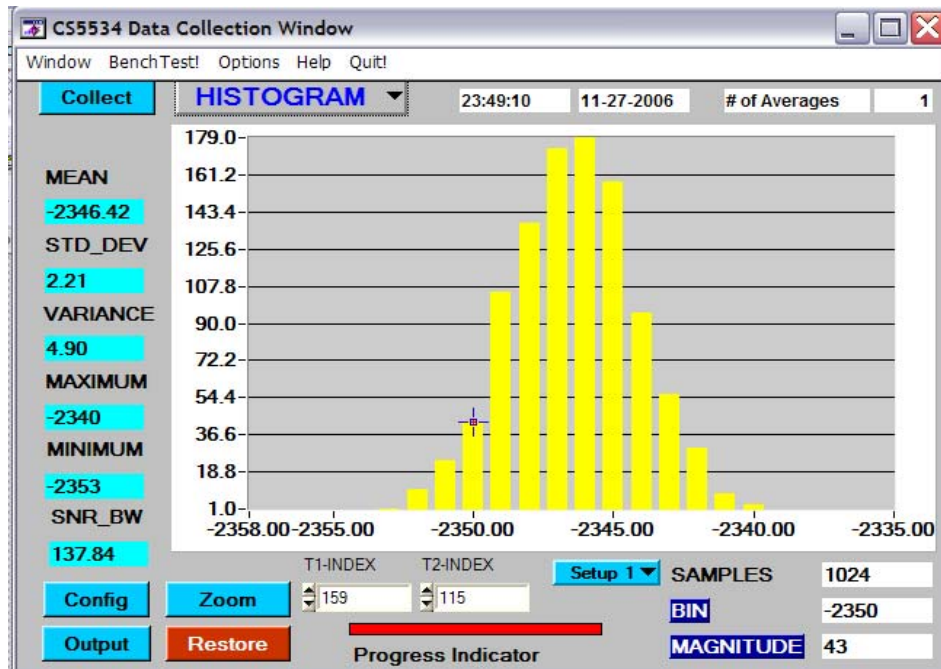 CS5534 Data Collection Window
Window BenchTest! Options Help Quit!
Collect
HISTOGRAM
23:49:10
11-27-2006
# of Averages
1
MEAN
-2346.42
STD_DEV
2.21
VARIANCE
4.90
MAXIMUM
-2340
MINIMUM
-2353
SNR_BW
137.84
179.0
161.2
143.4
125.6
107.8
90.0
72.2
54.4
36.6
18.8
1.0
-2358.00 -2355.00 -2350.00 -2345.00 -2340.00 -2335.00
T1-INDEX
159
T2-INDEX
115
Setup 1
SAMPLES
1024
BIN
-2350
MAGNITUDE
43
Config
Zoom
Output
Restore
Progress Indicator